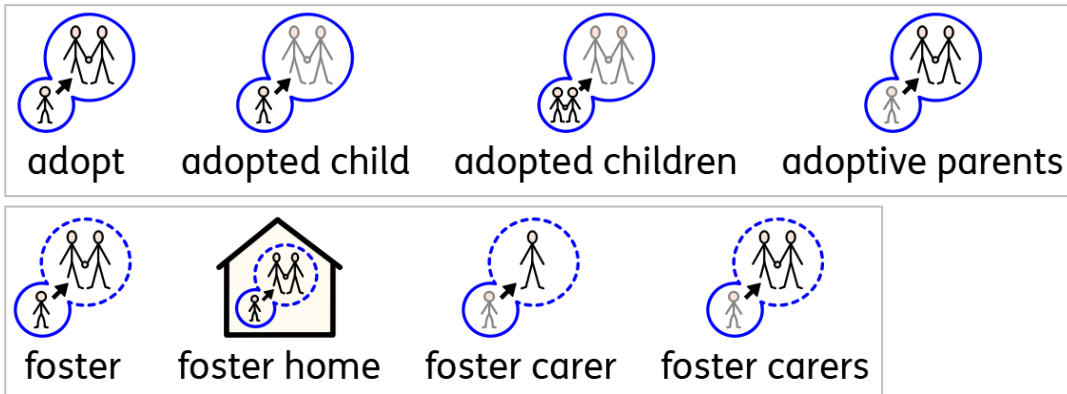 adopt adopted child adopted children adoptive parents
foster foster home foster carer foster carers